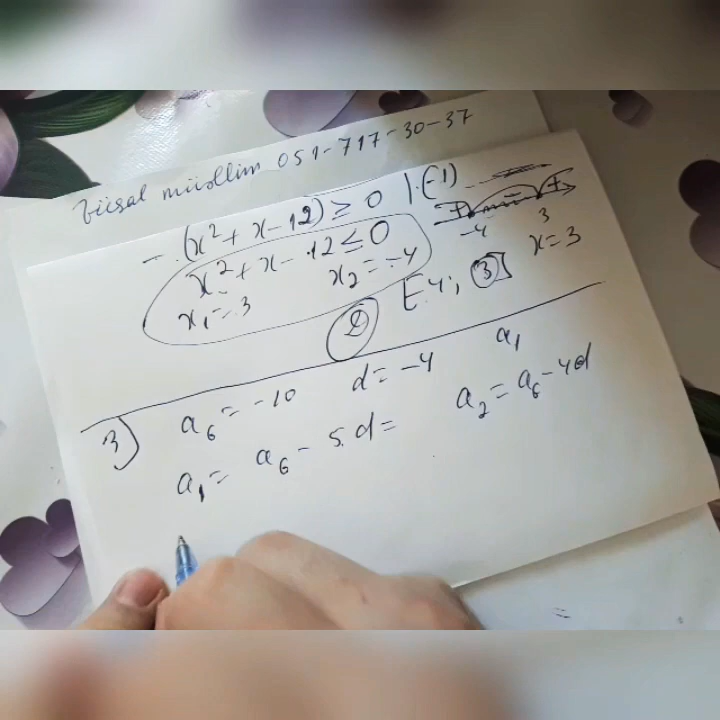 Vüsal müəllim 051-717-30-37
-(x²+x-12) ≥ 0 |·(-1)
x²+x-12 ≤ 0
x₁=3 x₂=-4
+ - +
-4 3
[-4; 3] x=3
2
3) a₆=-10 d=-4 a₁
a₁= a₆-5·d= a₂=a₆-4d